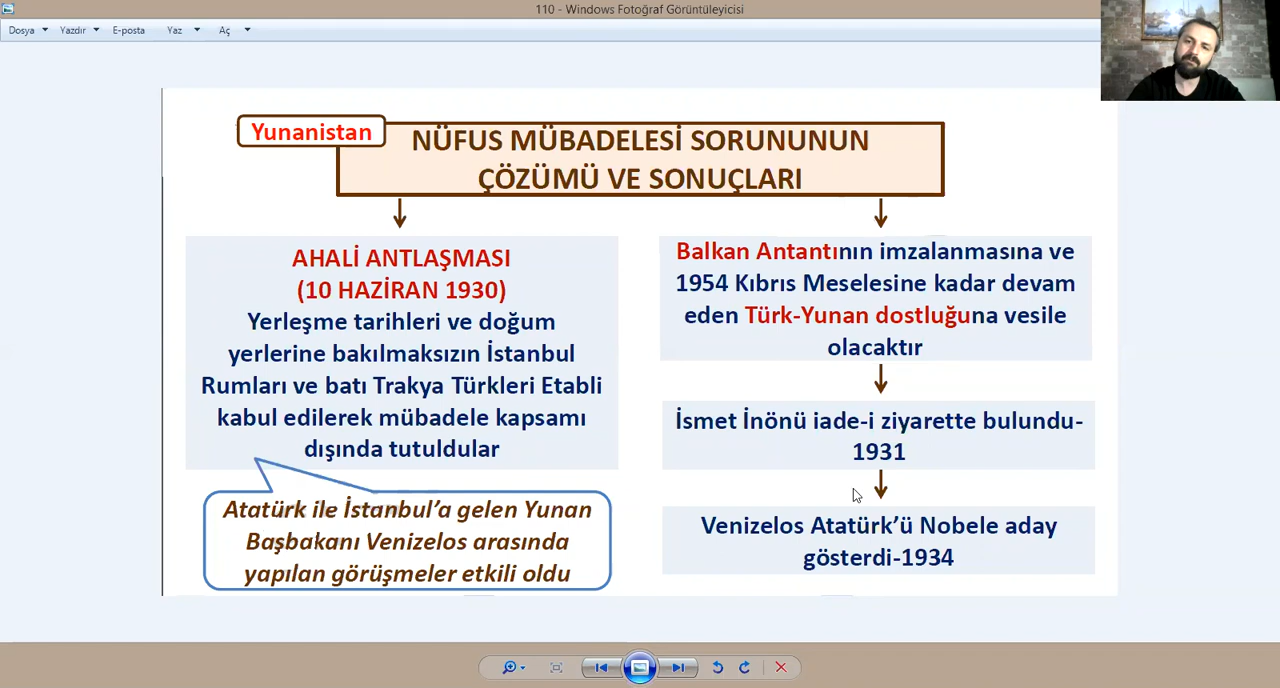 110 - Windows Fotoğraf Görüntüleyicisi
Dosya Yazdır E-posta Yaz Aç
Yunanistan
NÜFUS MÜBADELESİ SORUNUNUN
ÇÖZÜMÜ VE SONUÇLARI
AHALİ ANTLAŞMASI
(10 HAZİRAN 1930)
Yerleşme tarihleri ve doğum
yerlerine bakılmaksızın İstanbul
Rumları ve batı Trakya Türkleri Etabli
kabul edilerek mübadele kapsamı
dışında tutuldular
Atatürk ile İstanbul’a gelen Yunan
Başbakanı Venizelos arasında
yapılan görüşmeler etkili oldu
Balkan Antantının imzalanmasına ve
1954 Kıbrıs Meselesine kadar devam
eden Türk-Yunan dostluğuna vesile
olacaktır
İsmet İnönü iade-i ziyarette bulundu-
1931
Venizelos Atatürk’ü Nobele aday
gösterdi-1934